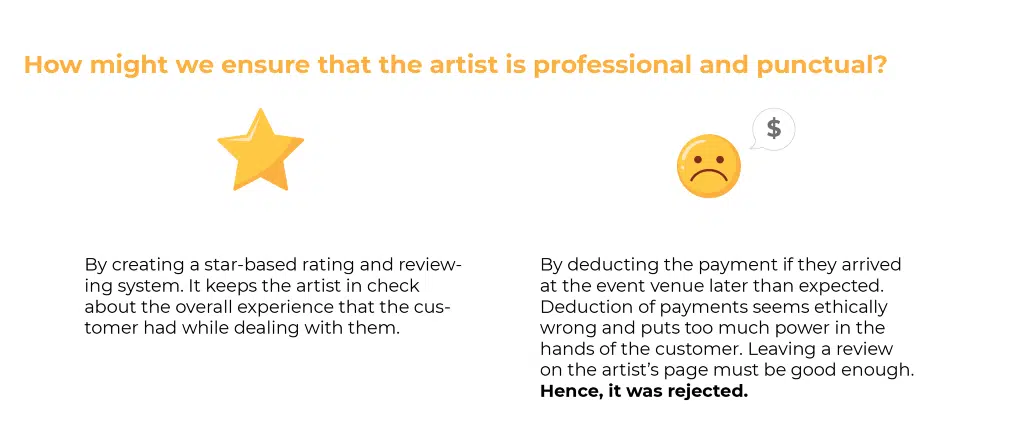 How might we ensure that the artist is professional and punctual?
$
By creating a star-based rating and review-
ing system. It keeps the artist in check
about the overall experience that the cus-
tomer had while dealing with them.
By deducting the payment if they arrived
at the event venue later than expected.
Deduction of payments seems ethically
wrong and puts too much power in the
hands of the customer. Leaving a review
on the artist’s page must be good enough.
Hence, it was rejected.